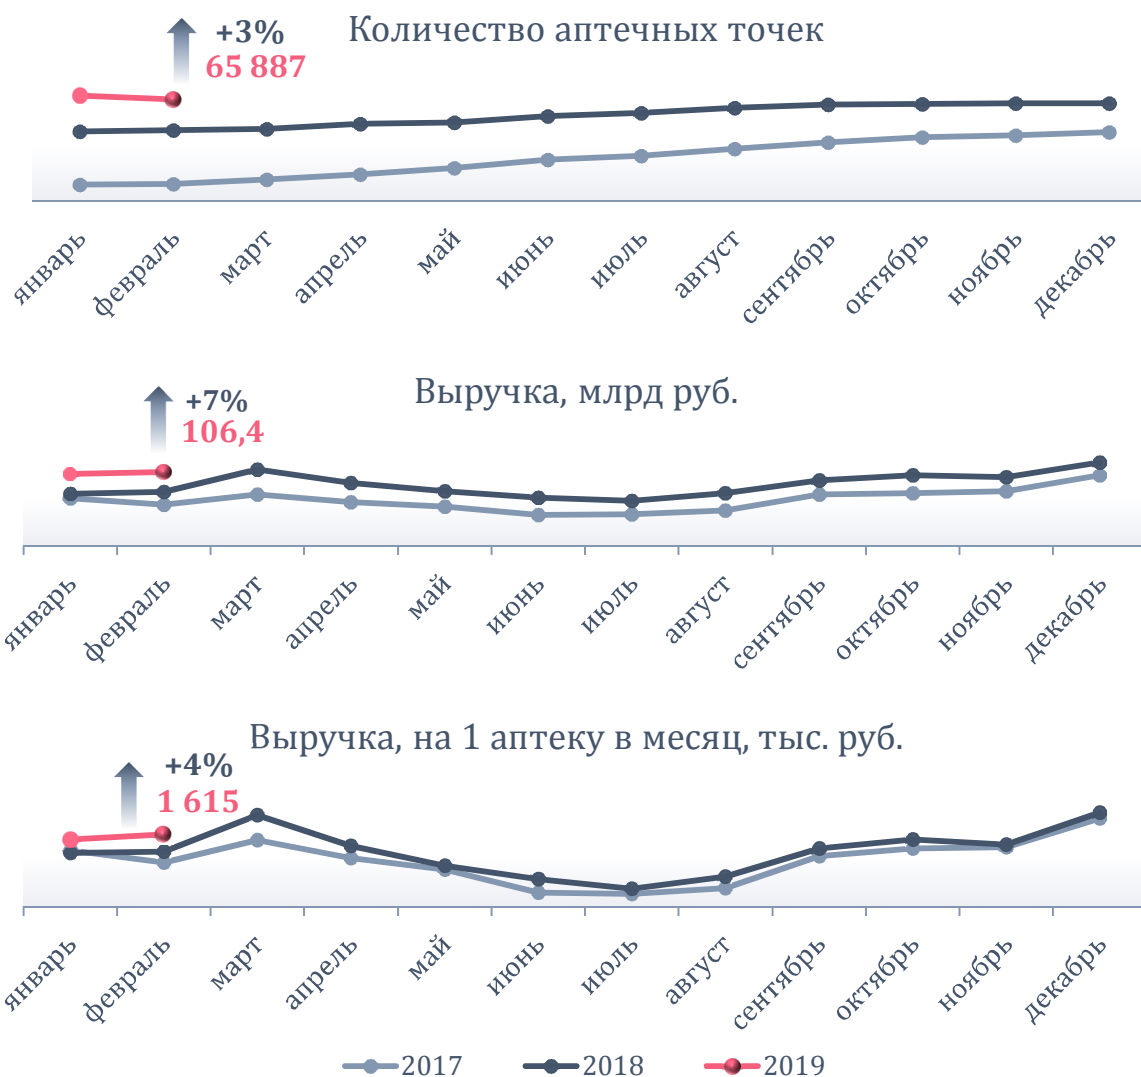 Количество аптечных точек
+3%
65 887
январь
февраль
март
апрель
май
июнь
июль
август
сентябрь
октябрь
ноябрь
декабрь
Выручка, млрд руб.
+7%
106,4
январь
февраль
март
апрель
май
июнь
июль
август
сентябрь
октябрь
ноябрь
декабрь
Выручка, на 1 аптеку в месяц, тыс. руб.
+4%
1 615
январь
февраль
март
апрель
май
июнь
июль
август
сентябрь
октябрь
ноябрь
декабрь
2017
2018
2019